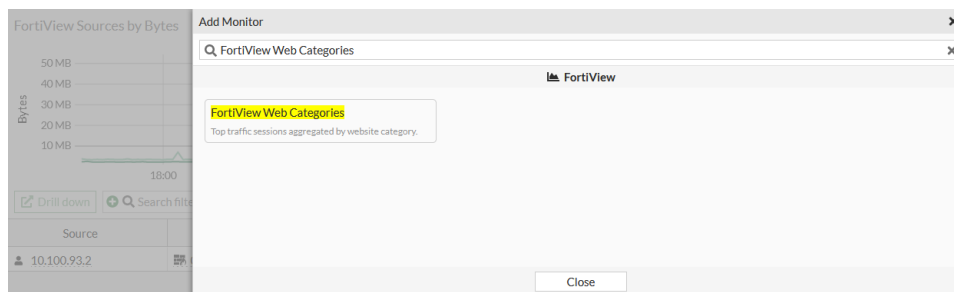 FortiView Sources by Bytes
Add Monitor
FortiView Web Categories
FortiView
FortiView Web Categories
Top traffic sessions aggregated by website category.
Bytes
50 MB
40 MB
30 MB
20 MB
10 MB
18:00
Drill down
Search filte
Source
10.100.93.2
Close